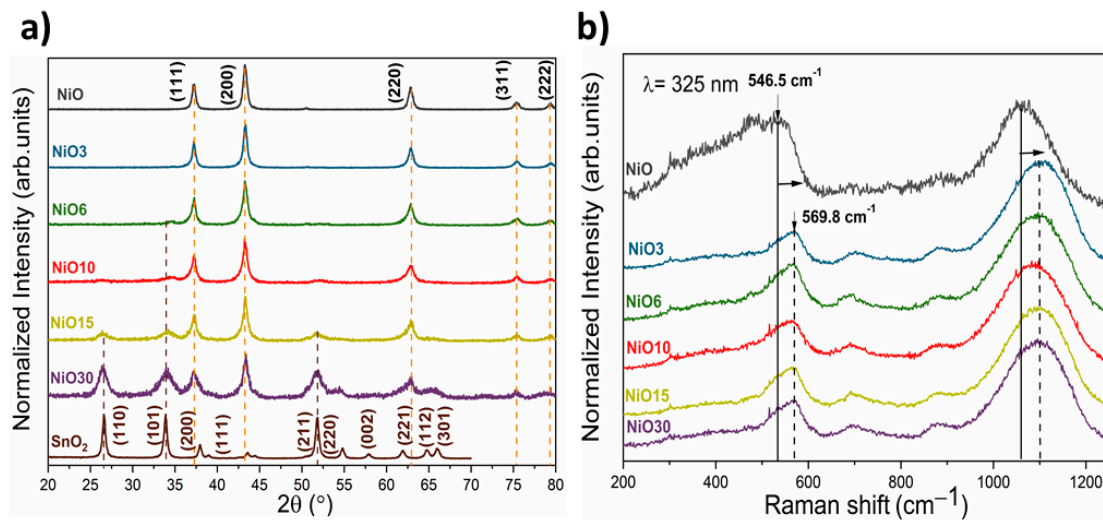 a)
(111)
(200)
(220)
(311)
(222)
NiO
NiO3
NiO6
NiO10
NiO15
NiO30
SnO2
(110)
(101)
(200)
(111)
(211)
(220)
(002)
(221)
(112)
(301)
20 25 30 35 40 45 50 55 60 65 70 75 80
2θ (°)
Normalized Intensity (arb.units)
b)
λ= 325 nm
546.5 cm⁻¹
NiO
569.8 cm⁻¹
NiO3
NiO6
NiO10
NiO15
NiO30
200 400 600 800 1000 1200
Raman shift (cm⁻¹)
Normalized Intensity (arb.units)